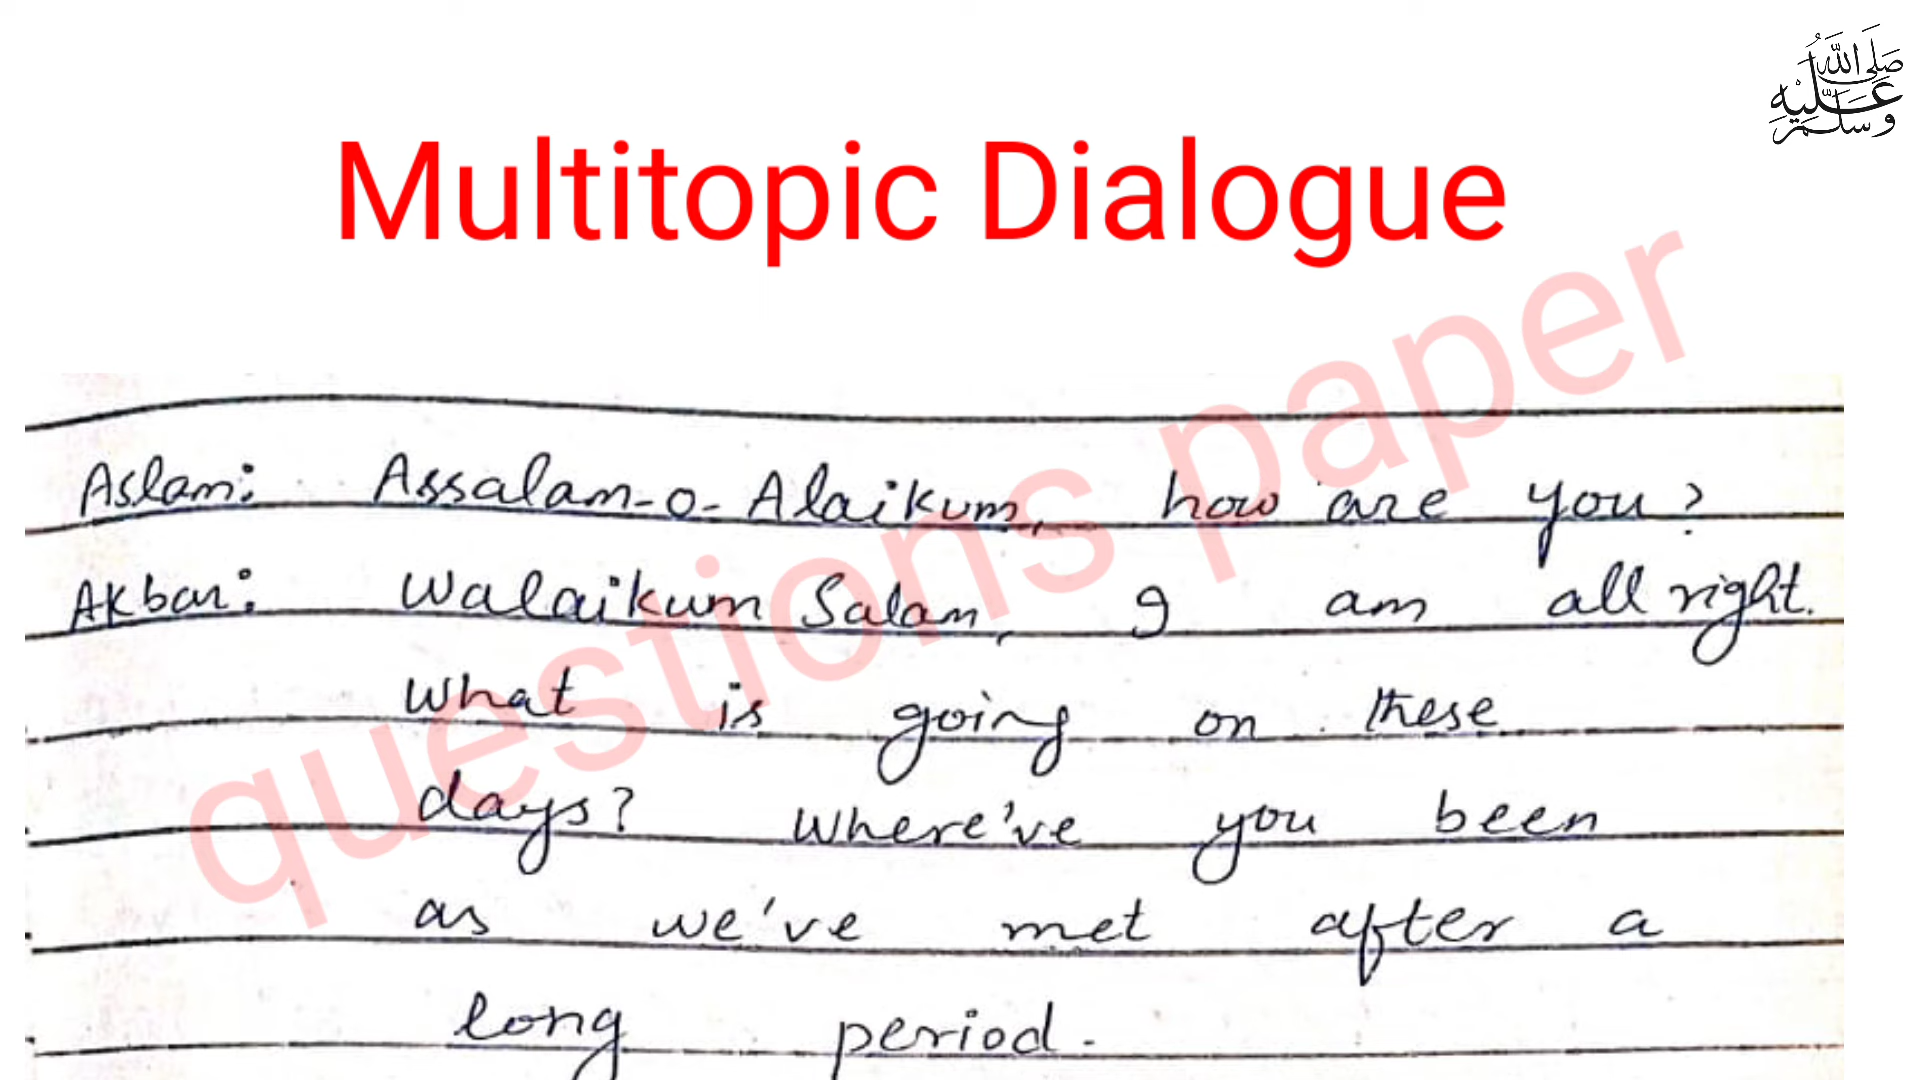 صلى الله
عليه
وسلم
Multitopic Dialogue
questions paper
Aslam: Assalam-o-Alaikum, how are you?
Akbar: Walaikum Salam, I am all right.
What is going on these
days? Where've you been
as we've met after a
long period.